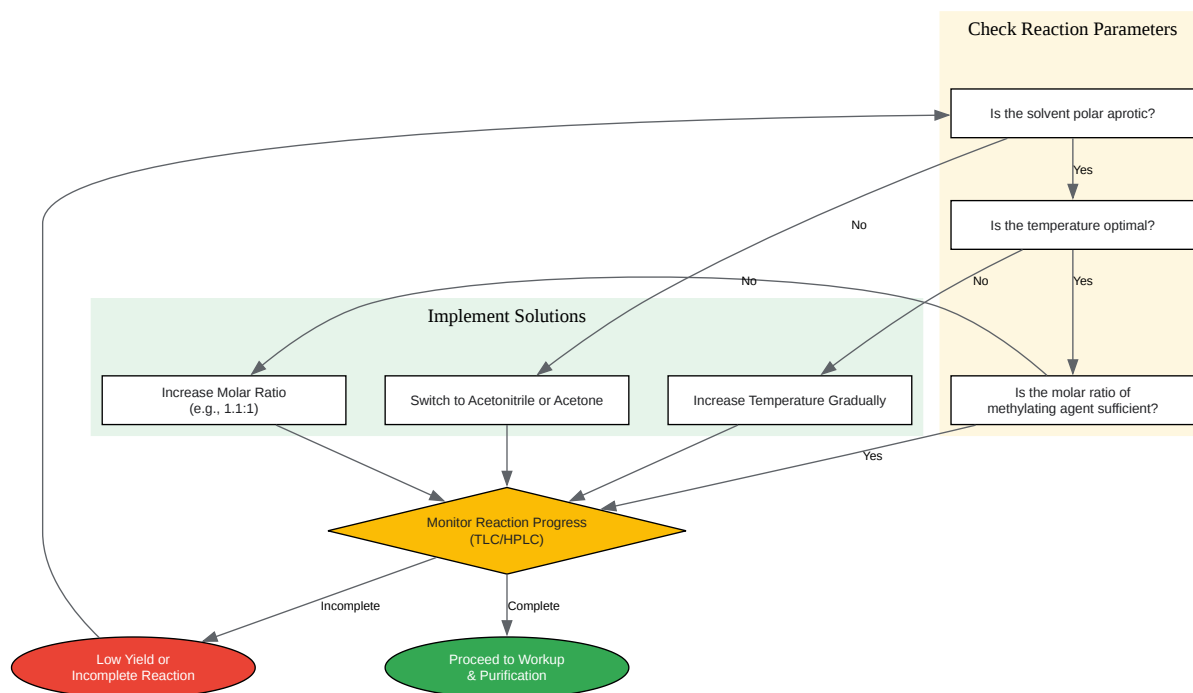 Check Reaction Parameters
Is the solvent polar aprotic?
Yes
Is the temperature optimal?
No
No
No
Yes
Implement Solutions
Increase Molar Ratio
(e.g., 1.1:1)
Switch to Acetonitrile or Acetone
Increase Temperature Gradually
Is the molar ratio of
methylating agent sufficient?
Yes
Monitor Reaction Progress
(TLC/HPLC)
Incomplete
Complete
Low Yield or
Incomplete Reaction
Proceed to Workup
& Purification